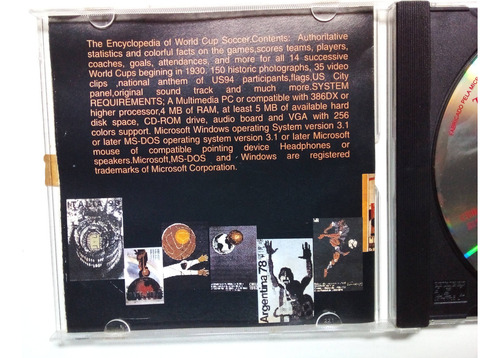 The Encyclopedia of World Cup Soccer.Contents: Authoritative
statistics and colorful facts on the games,scores teams, players,
coaches, goals, attendances, and more for all 14 successive
World Cups begining in 1930. 150 historic photographs, 35 video
clips ,national anthem of US94 participants,flags.US City
panel,original sound track and much more.SYSTEM
REQUIREMENTS; A Multimedia PC or compatible with 386DX or
higher processor,4 MB of RAM, at least 5 MB of available hard
disk space, CD-ROM drive, audio board and VGA with 256
colors support. Microsoft Windows operating System version 3.1
or later MS-DOS operating system version 3.1 or later Microsoft
mouse of compatible pointing device Headphones or
speakers.Microsoft,MS-DOS and Windows are registered
trademarks of Microsoft Corporation.
Argentina 78